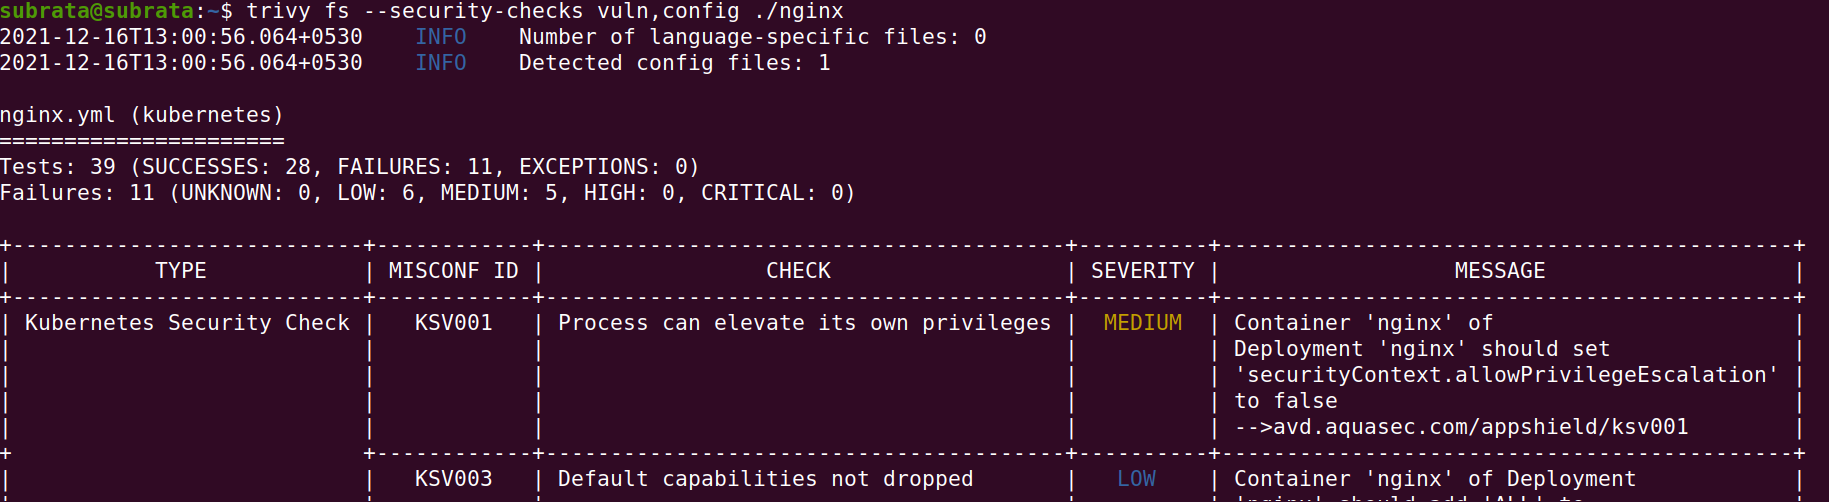 subrata@subrata:~$ trivy fs --security-checks vuln,config ./nginx
2021-12-16T13:00:56.064+0530    INFO    Number of language-specific files: 0
2021-12-16T13:00:56.064+0530    INFO    Detected config files: 1
nginx.yml (kubernetes)
======================
Tests: 39 (SUCCESSES: 28, FAILURES: 11, EXCEPTIONS: 0)
Failures: 11 (UNKNOWN: 0, LOW: 6, MEDIUM: 5, HIGH: 0, CRITICAL: 0)
+---------------------------+------------+----------------------------------------+----------+--------------------------------------------+
|           TYPE            | MISCONF ID |                 CHECK                  | SEVERITY |                  MESSAGE                   |
+---------------------------+------------+----------------------------------------+----------+--------------------------------------------+
| Kubernetes Security Check |   KSV001   | Process can elevate its own privileges |  MEDIUM  | Container 'nginx' of                       |
|                           |            |                                        |          | Deployment 'nginx' should set              |
|                           |            |                                        |          | 'securityContext.allowPrivilegeEscalation' |
|                           |            |                                        |          | to false                                   |
|                           |            |                                        |          | -->avd.aquasec.com/appshield/ksv001        |
+                           +------------+----------------------------------------+----------+--------------------------------------------+
|                           |   KSV003   | Default capabilities not dropped       |   LOW    | Container 'nginx' of Deployment            |
|                           |            |                                        |          | 'nginx' should add 'ALL' to                |